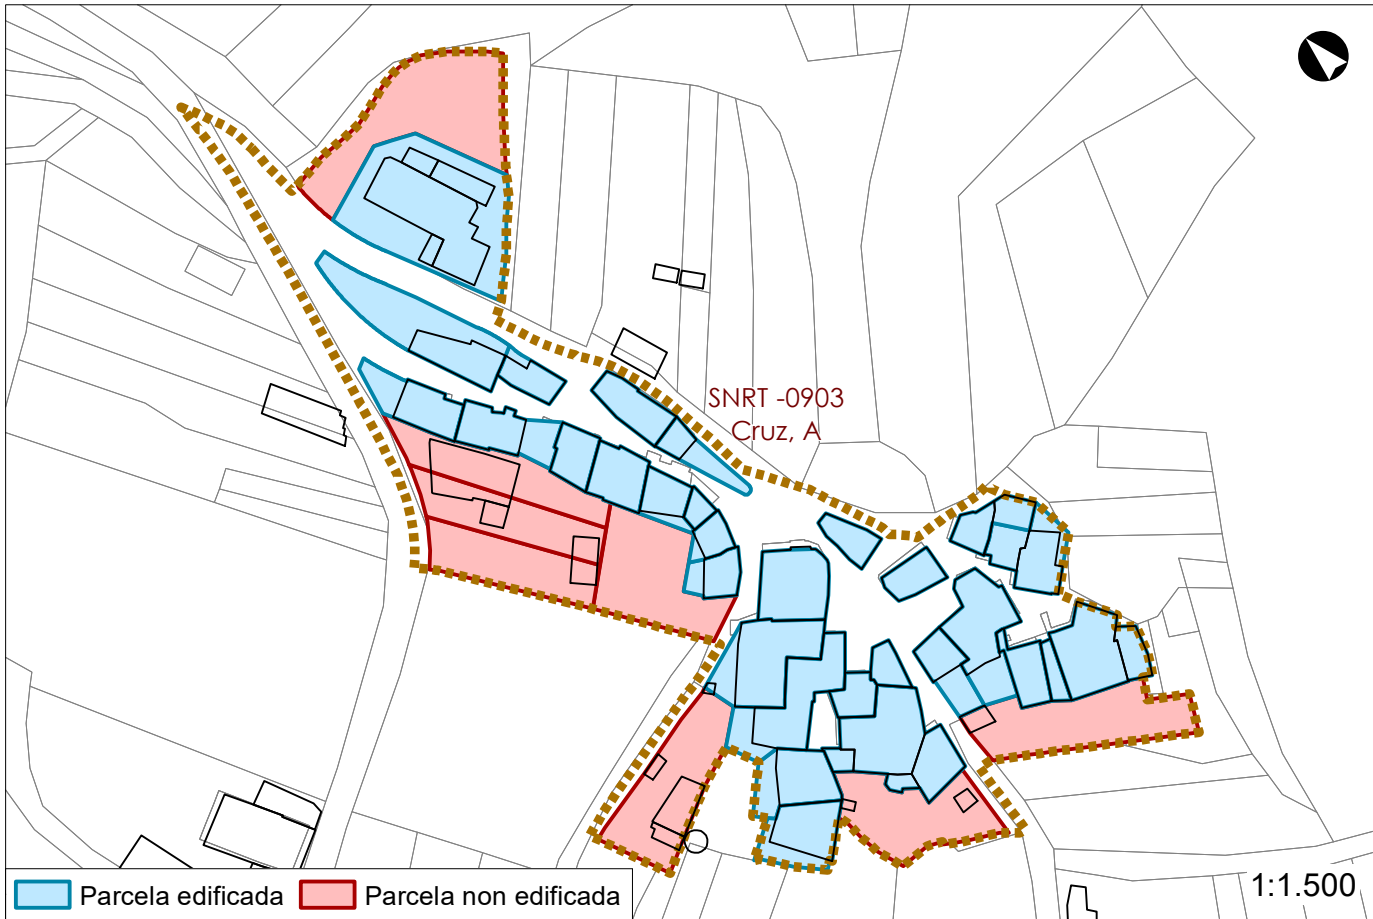 SNRT -0903
Cruz, A
Parcela edificada
Parcela non edificada
1:1.500